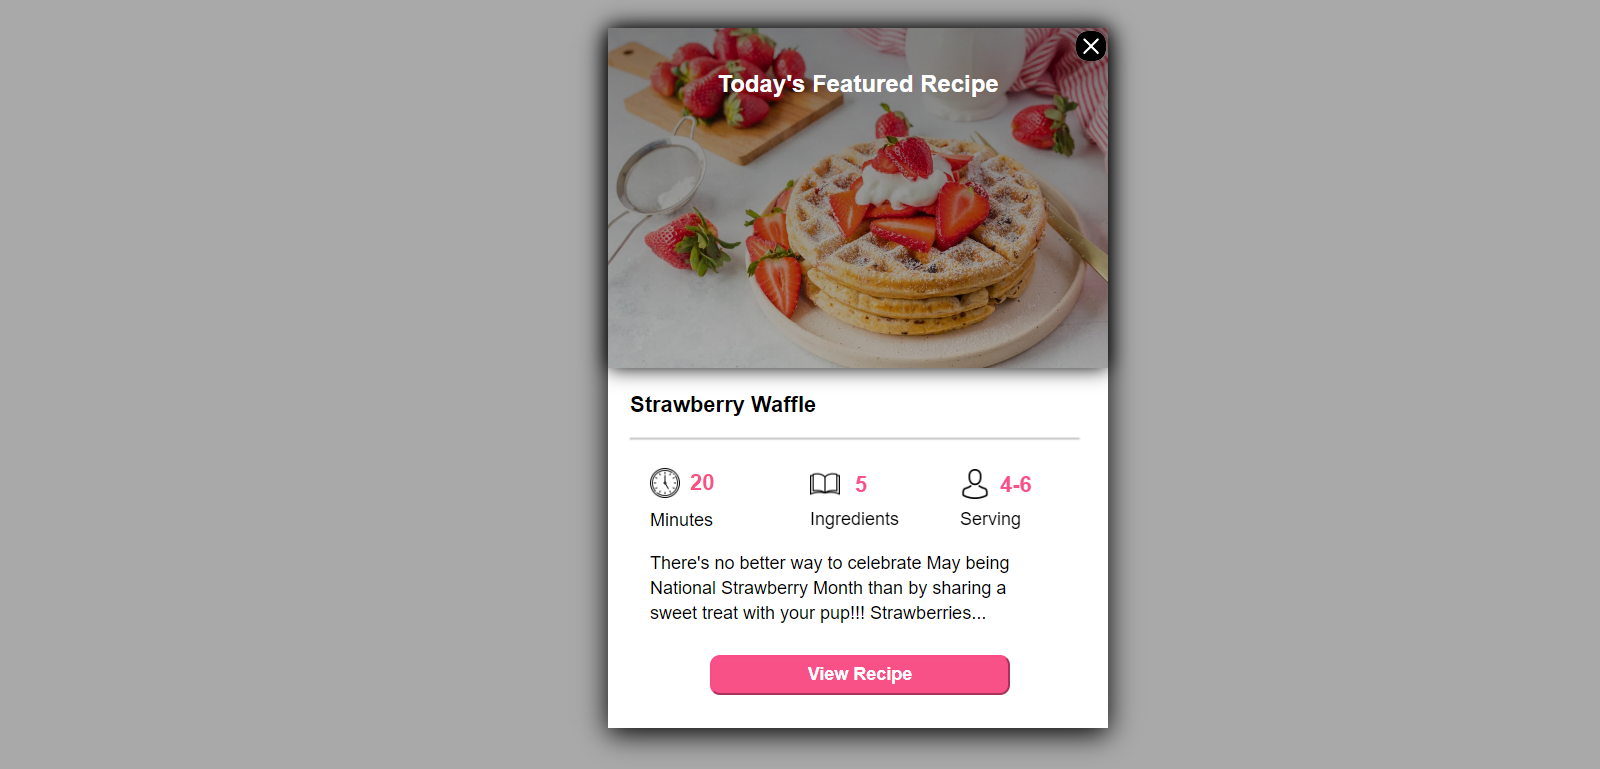 Today's Featured Recipe
Strawberry Waffle
20
Minutes
5
Ingredients
4-6
Serving
There's no better way to celebrate May being
National Strawberry Month than by sharing a
sweet treat with your pup!!! Strawberries...
View Recipe